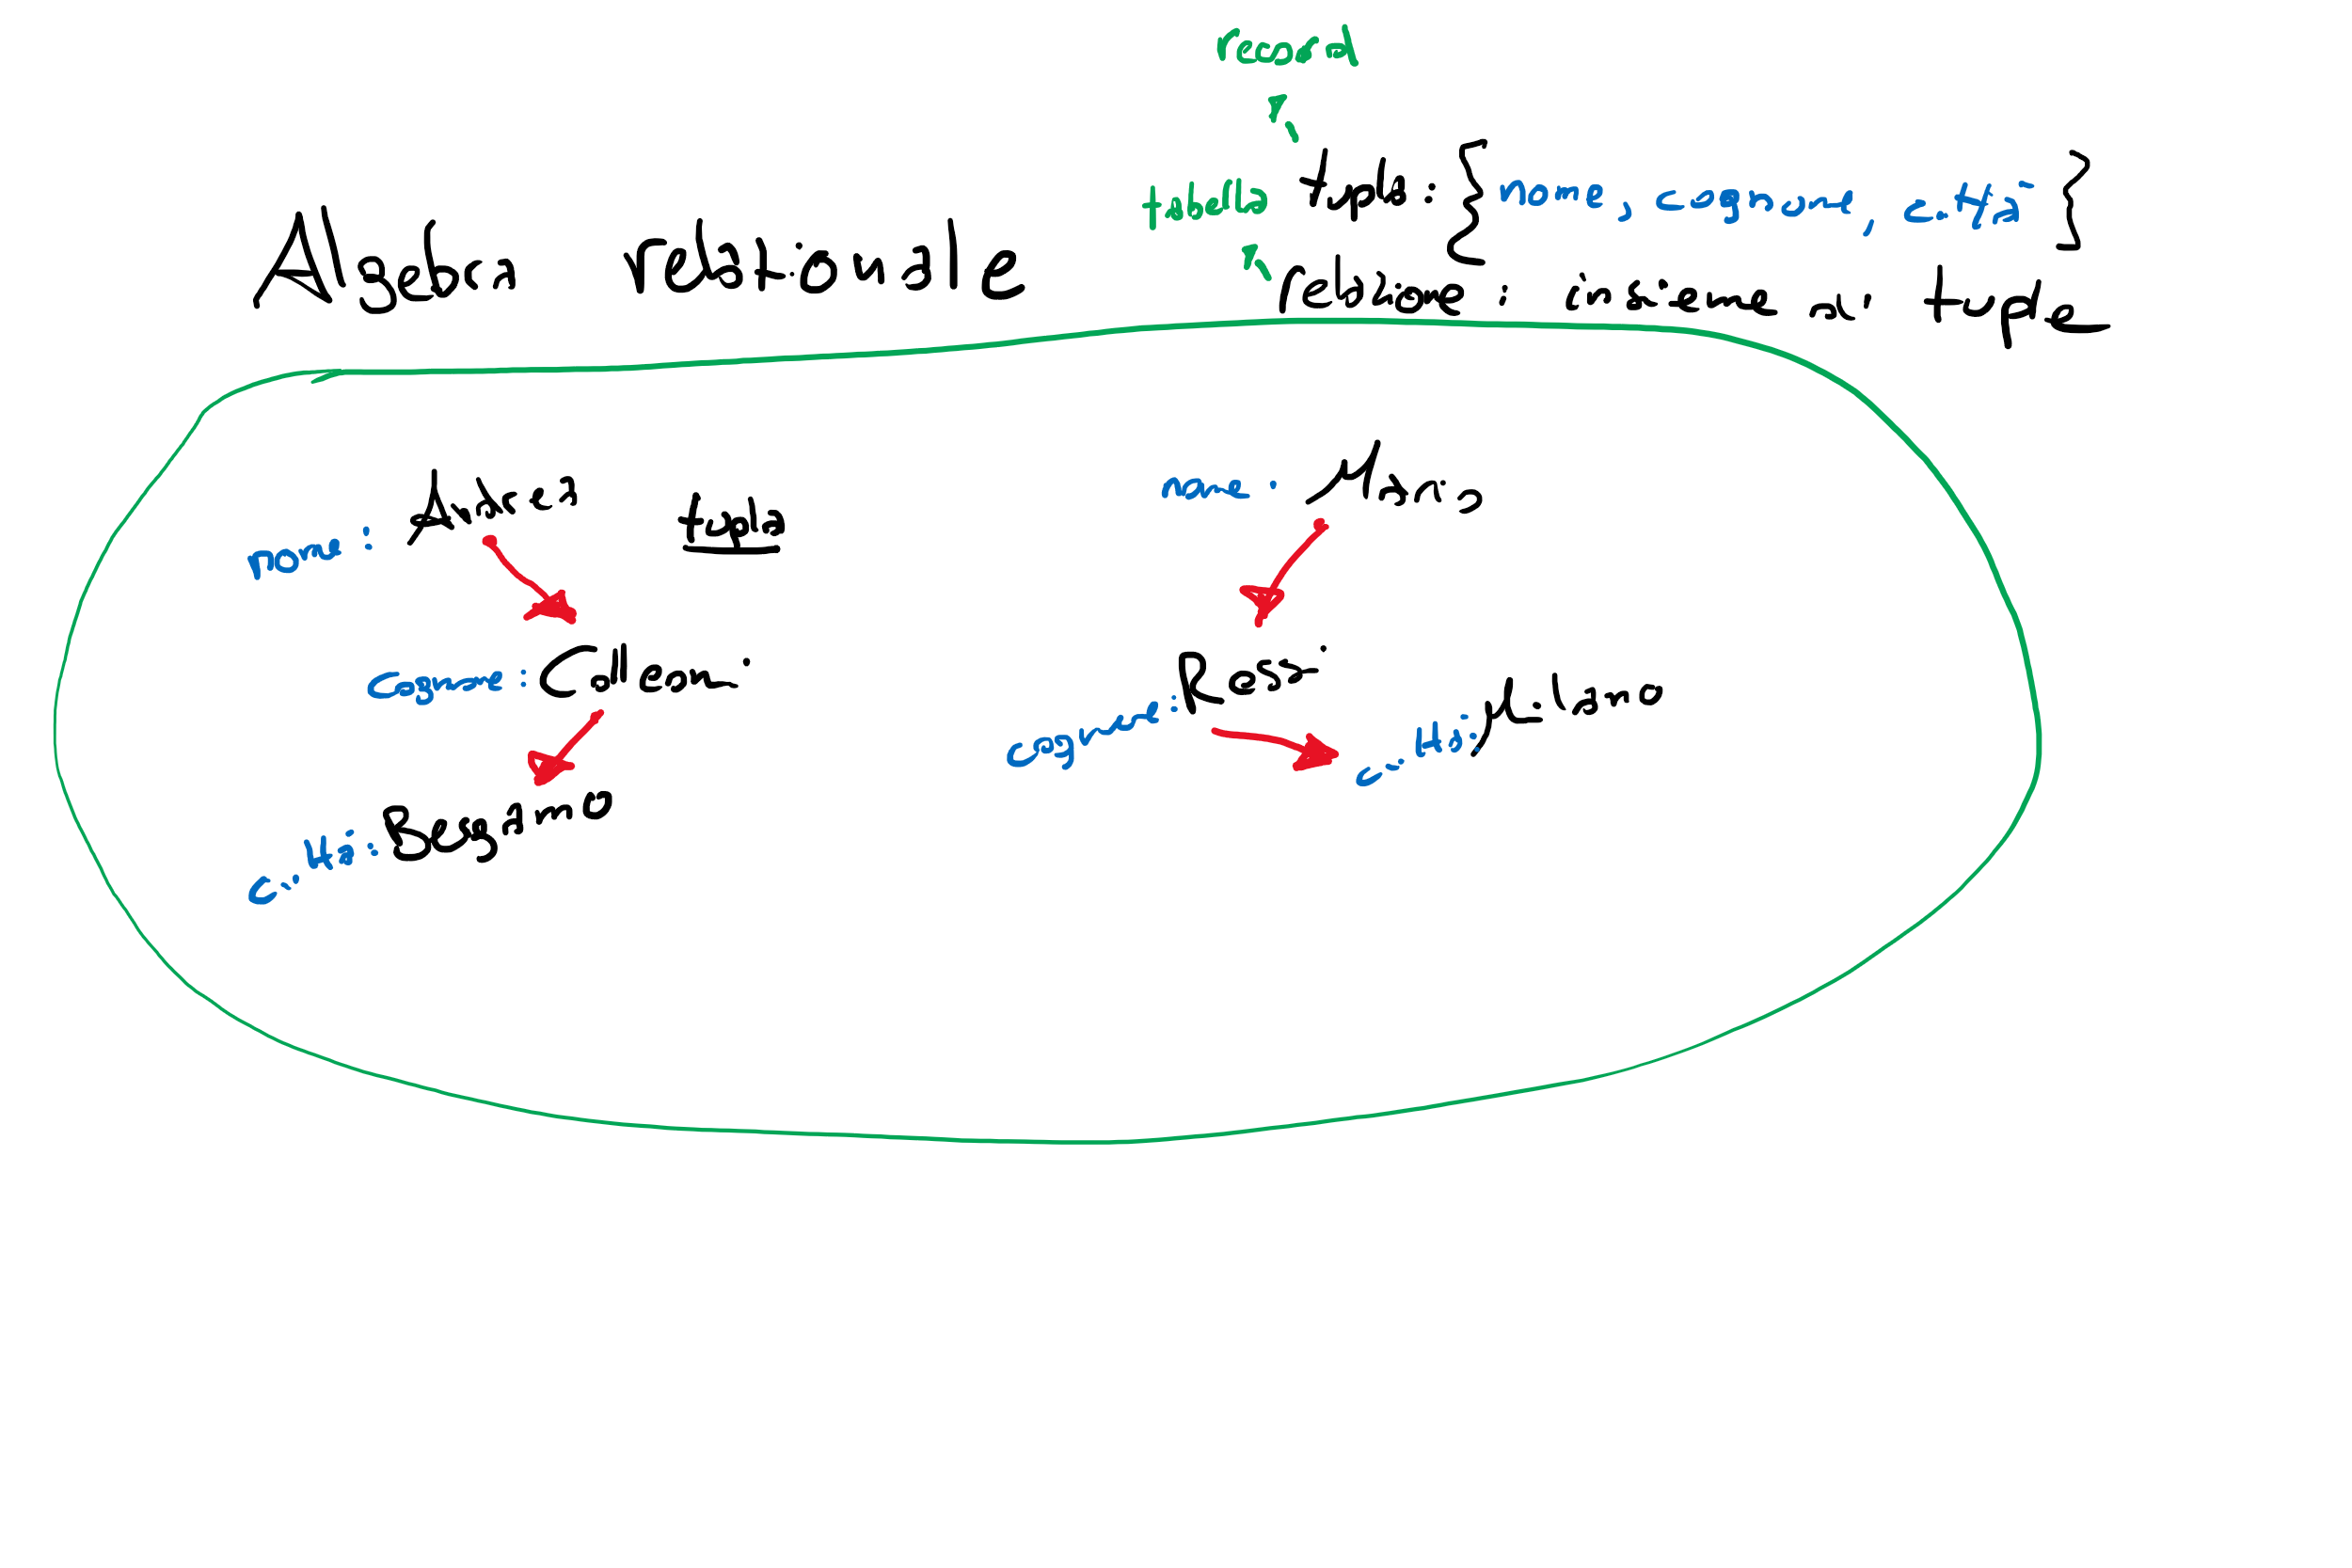 record
tabella tupla: {nome, cognome, città}
Algebra relazionale
relazione: insieme di tuple
nome: Andrea
tupla
nome: Mario
cognome: Colleoni
cognome: Rossi
città: Milano
città: Bergamo